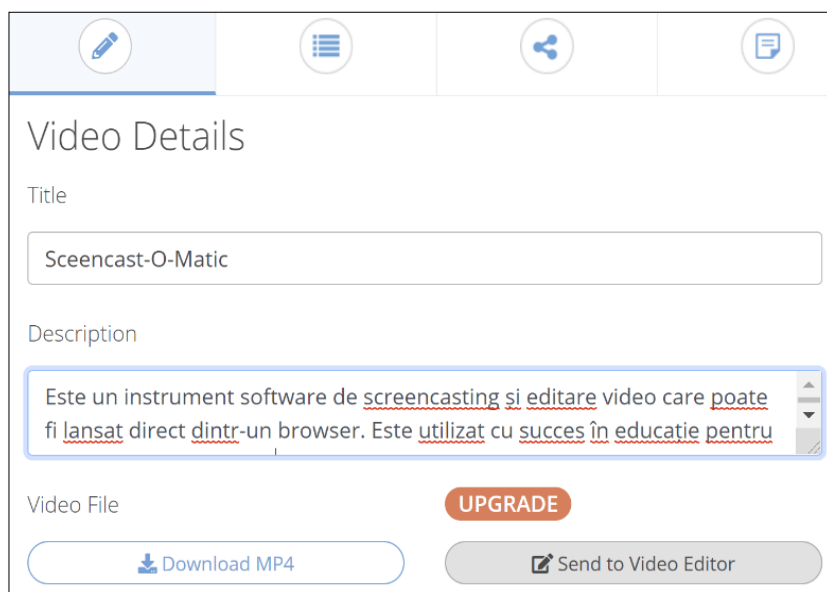 Video Details
Title
Sceencast-O-Matic
Description
Este un instrument software de screencasting și editare video care poate
fi lansat direct dintr-un browser. Este utilizat cu succes în educație pentru
Video File
UPGRADE
Download MP4
Send to Video Editor